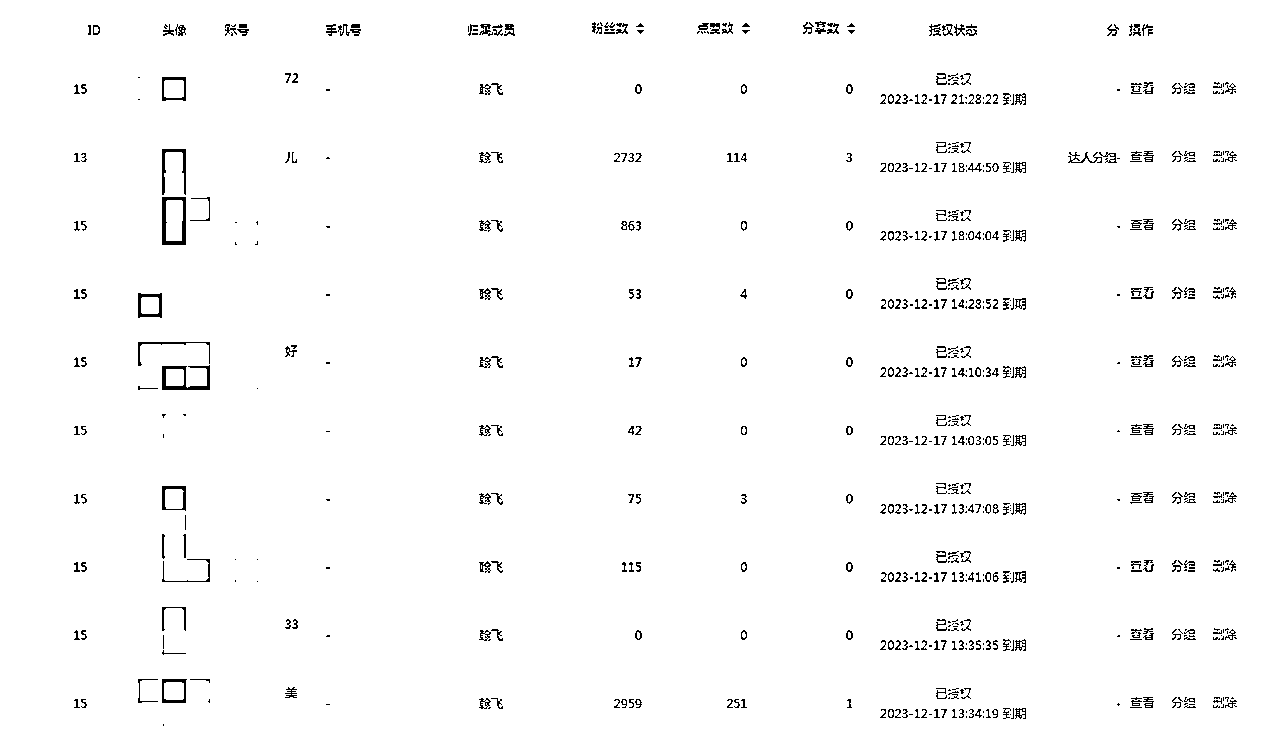 ID 头像 账号 手机号 归属成员 粉丝数 点赞数 分享数 授权状态 分 操作
72 已授权
15 - 翰飞 0 0 0 - 查看 分组 删除
2023-12-17 21:28:22 到期
已授权
13 儿 - 翰飞 2732 114 3 达人分组- 查看 分组 删除
2023-12-17 18:44:50 到期
已授权
15 - 翰飞 863 0 0 - 查看 分组 删除
2023-12-17 18:04:04 到期
已授权
15 - 翰飞 53 4 0 - 查看 分组 删除
2023-12-17 14:28:52 到期
好 已授权
15 - 翰飞 17 0 0 - 查看 分组 删除
2023-12-17 14:10:34 到期
已授权
15 - 翰飞 42 0 0 - 查看 分组 删除
2023-12-17 14:03:05 到期
已授权
15 - 翰飞 75 3 0 - 查看 分组 删除
2023-12-17 13:47:08 到期
已授权
15 - 翰飞 115 0 0 - 查看 分组 删除
2023-12-17 13:41:06 到期
33 已授权
15 - 翰飞 0 0 0 - 查看 分组 删除
2023-12-17 13:35:35 到期
美 已授权
15 - 翰飞 2959 251 1 - 查看 分组 删除
2023-12-17 13:34:19 到期